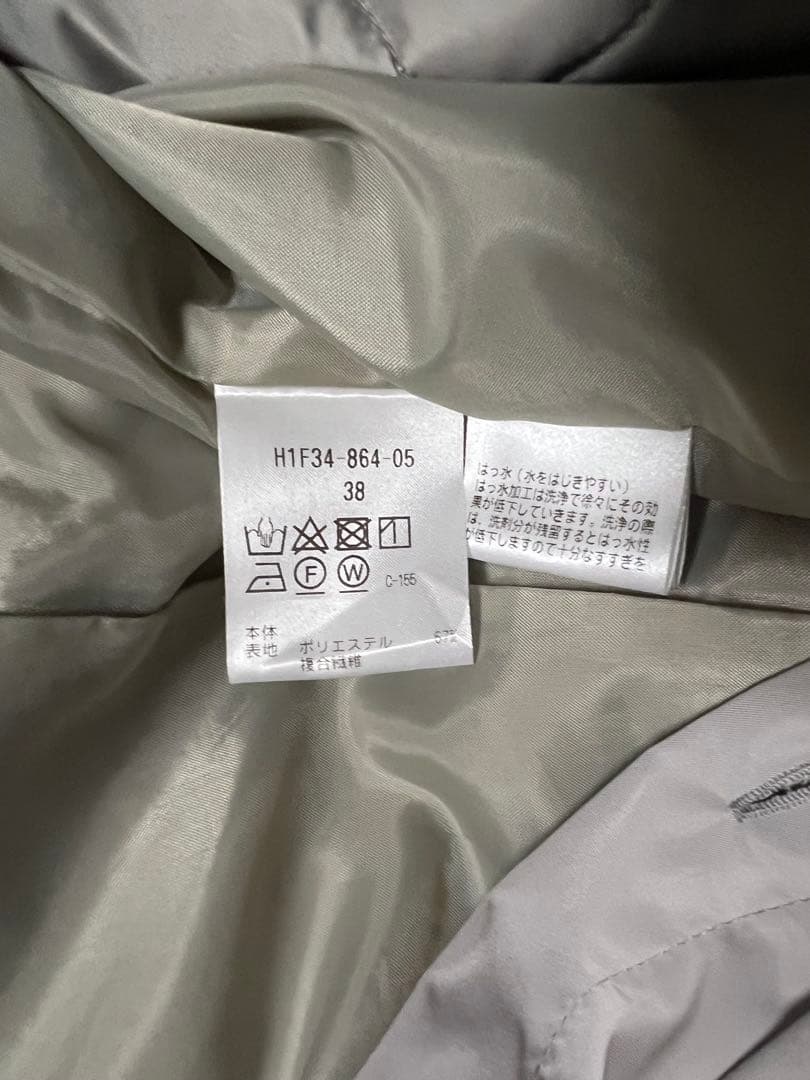 H1F34-864-05
38
F W C-155
本体
表地 ポリエステル 67%
複合繊維
はっ水(水をはじきやすい)
はっ水加工は洗浄で徐々にその効
果が低下していきます。洗浄の際
は、洗剤分が残留するとはっ水性
が低下しますので十分なすすぎを